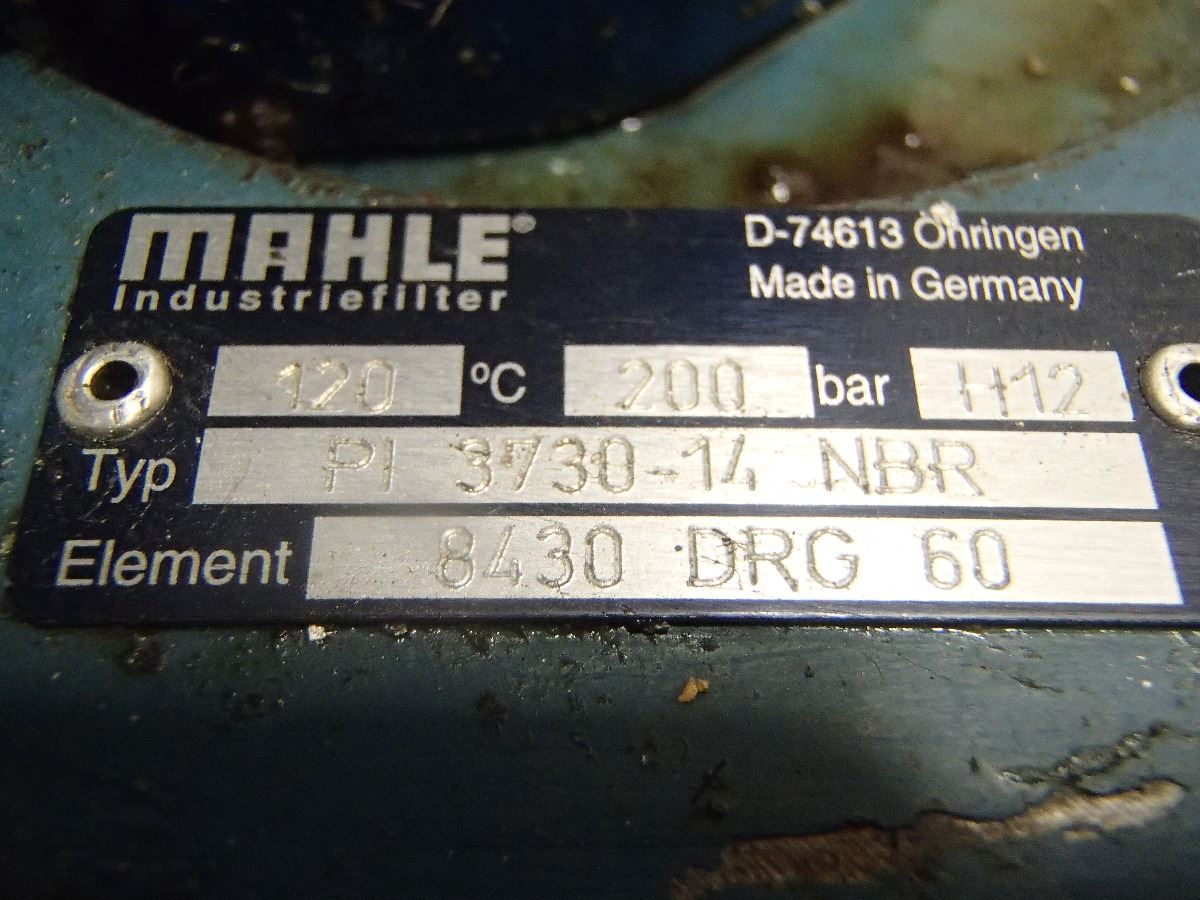 MAHLE®
Industriefilter
D-74613 Öhringen
Made in Germany
120 °C 200 bar H12
Typ PI 3730-14 NBR
Element 8430 DRG 60